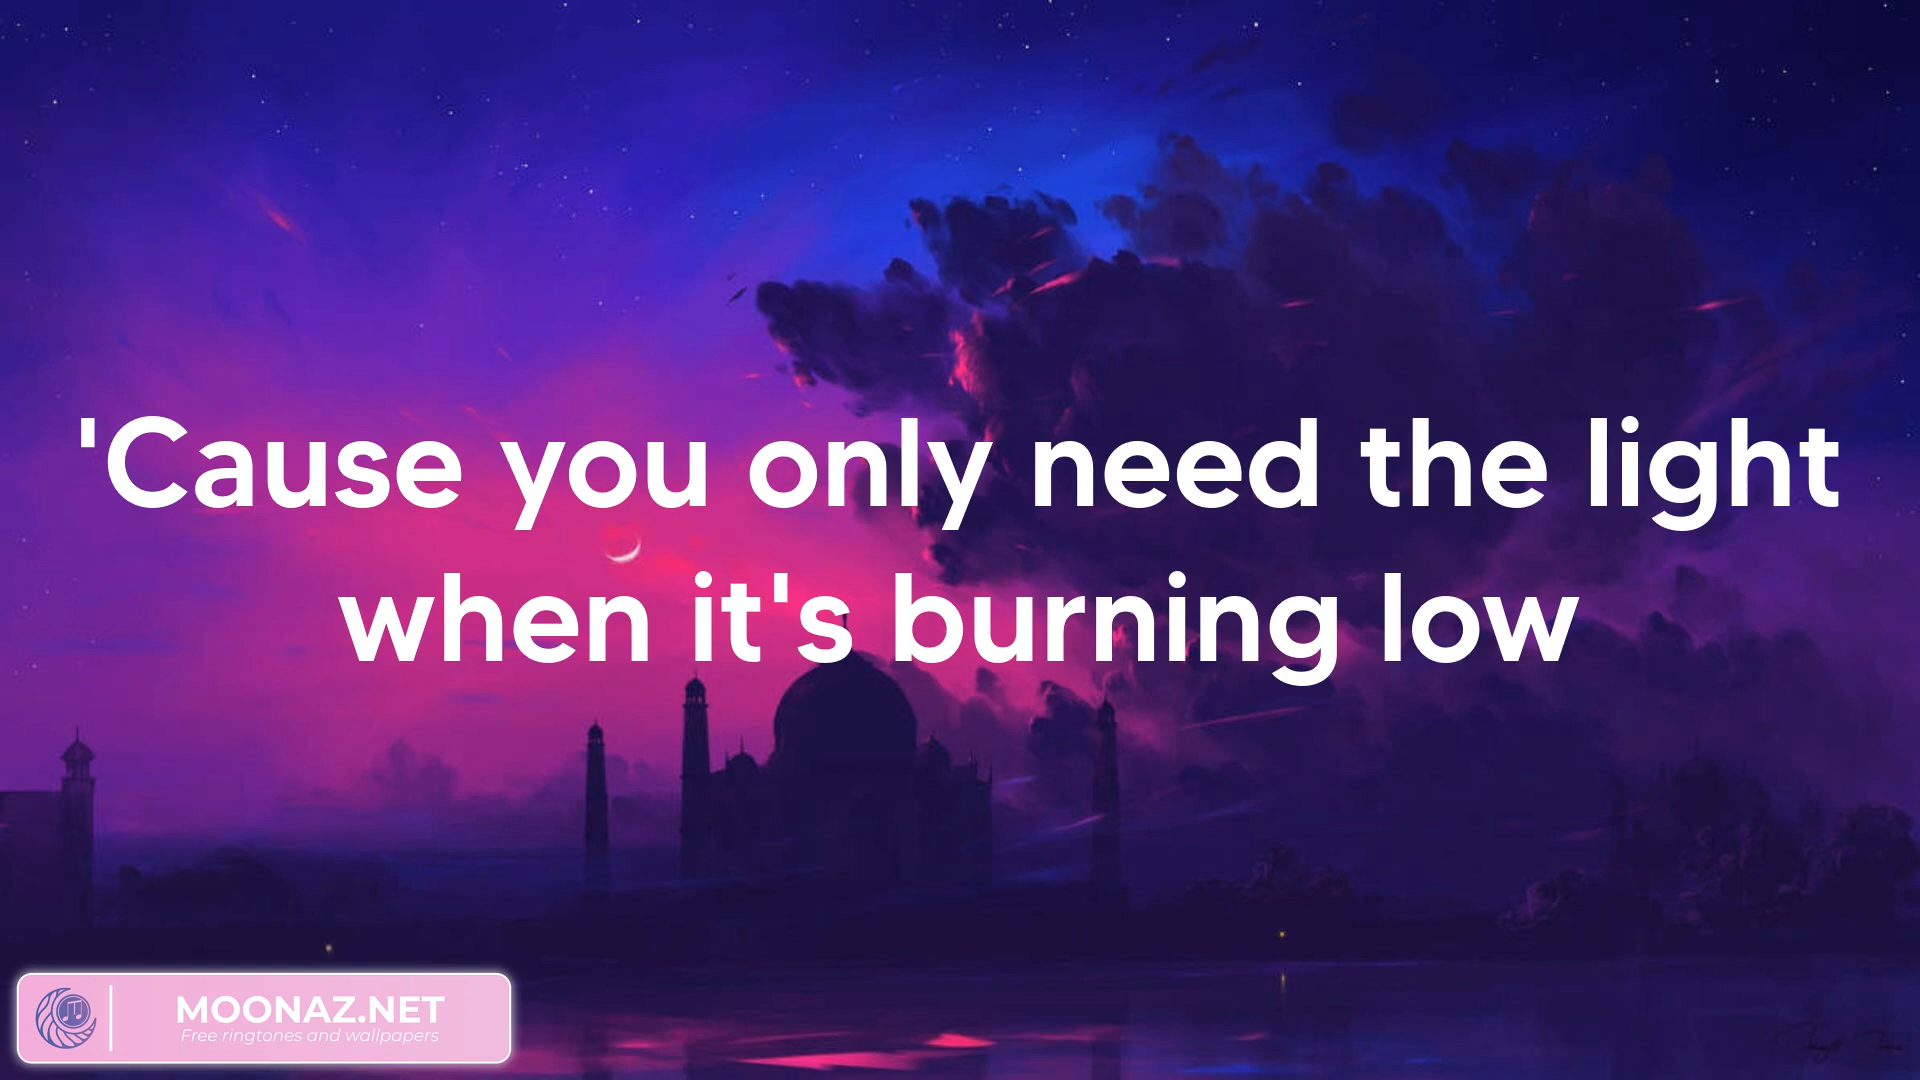 'Cause you only need the light
when it's burning low
MOONAZ.NET
Free ringtones and wallpapers